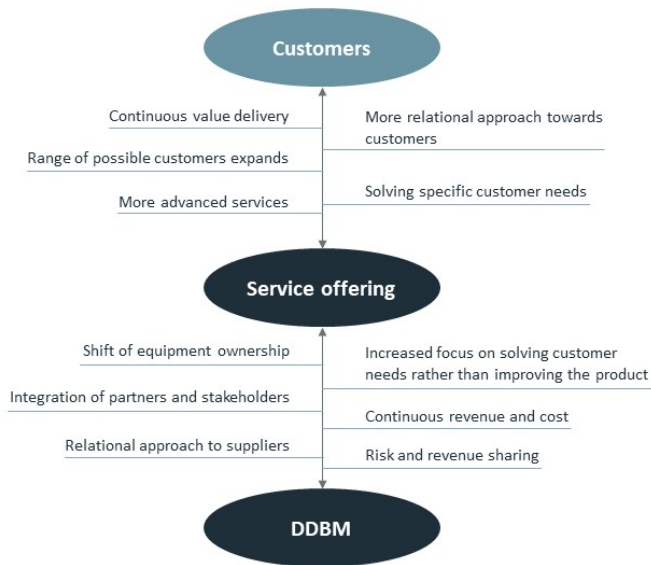 Customers
Continuous value delivery
More relational approach towards
customers
Range of possible customers expands
Solving specific customer needs
More advanced services
Service offering
Shift of equipment ownership
Increased focus on solving customer
needs rather than improving the product
Integration of partners and stakeholders
Continuous revenue and cost
Relational approach to suppliers
Risk and revenue sharing
DDBM